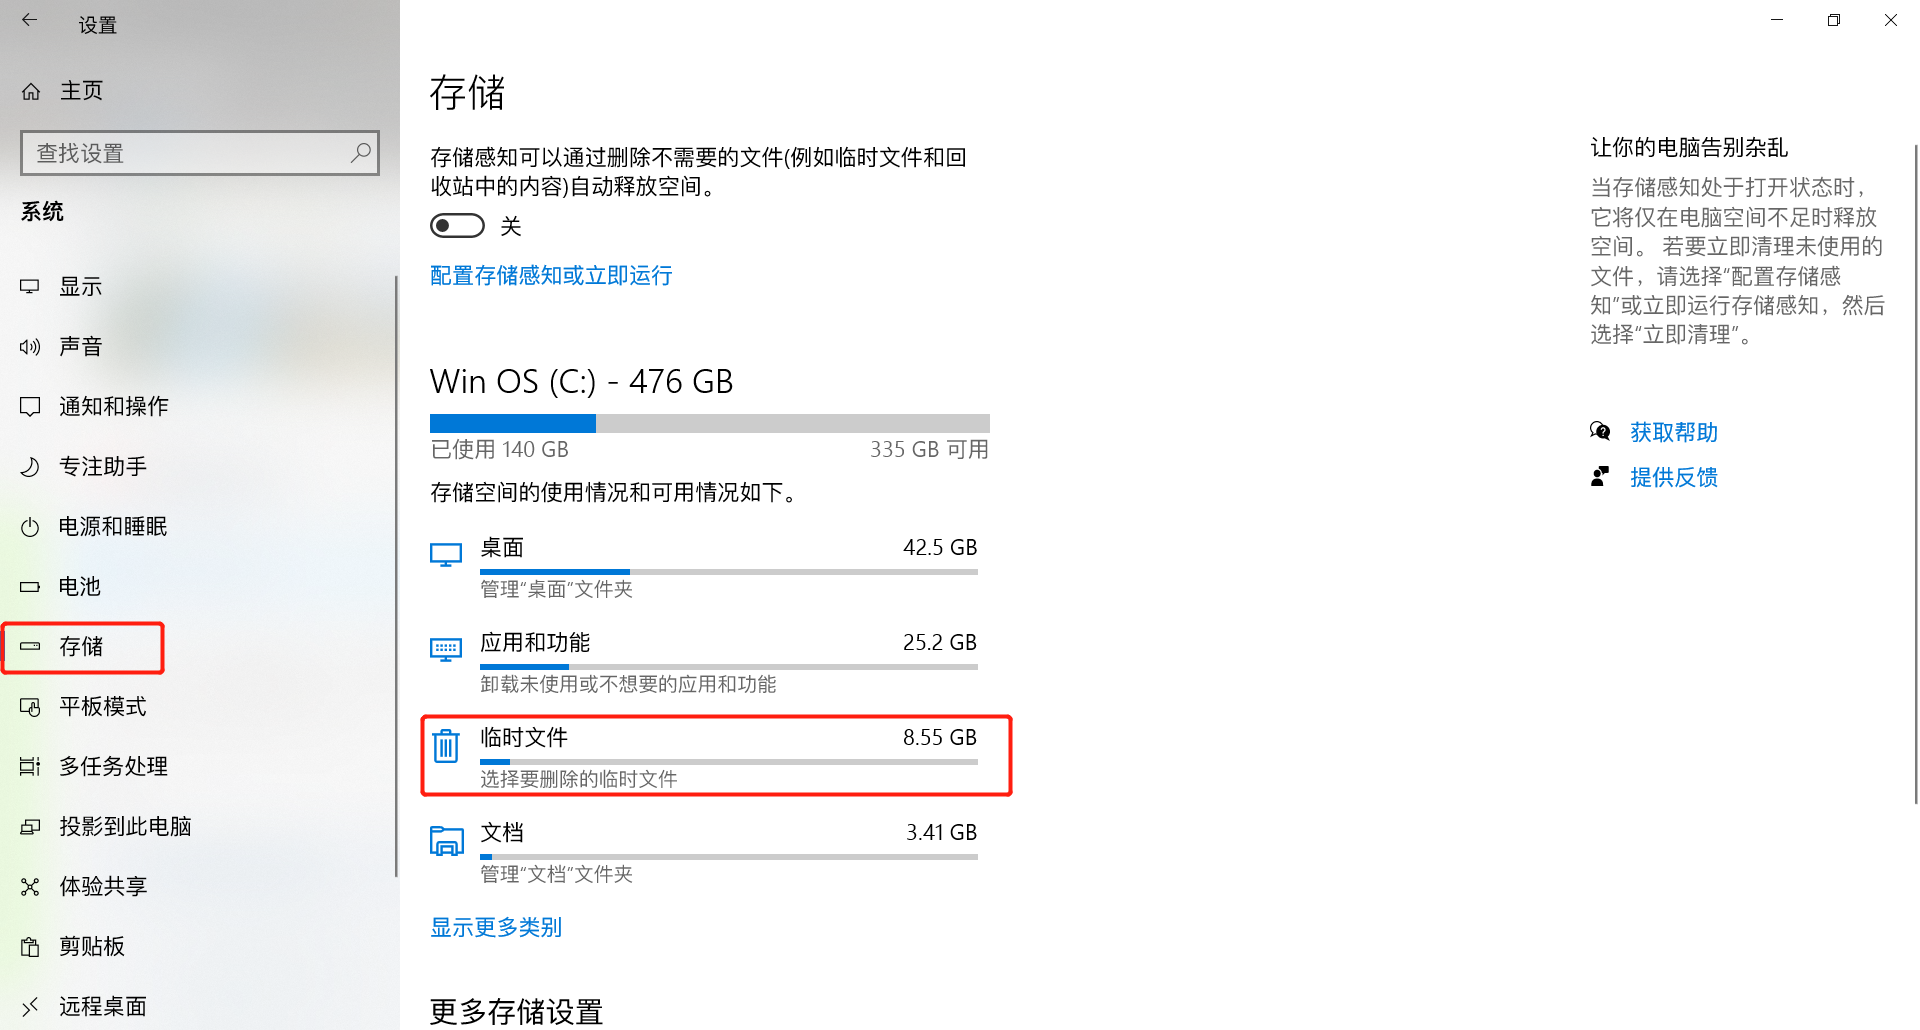 设置
主页
查找设置
系统
显示
声音
通知和操作
专注助手
电源和睡眠
电池
存储
平板模式
多任务处理
投影到此电脑
体验共享
剪贴板
远程桌面
存储
存储感知可以通过删除不需要的文件(例如临时文件和回
收站中的内容)自动释放空间。
关
配置存储感知或立即运行
Win OS (C:) - 476 GB
已使用 140 GB 335 GB 可用
存储空间的使用情况和可用情况如下。
桌面 42.5 GB
管理“桌面”文件夹
应用和功能 25.2 GB
卸载未使用或不想要的应用和功能
临时文件 8.55 GB
选择要删除的临时文件
文档 3.41 GB
管理“文档”文件夹
显示更多类别
更多存储设置
让你的电脑告别杂乱
当存储感知处于打开状态时，
它将仅在电脑空间不足时释放
空间。 若要立即清理未使用的
文件，请选择“配置存储感
知”或立即运行存储感知，然后
选择“立即清理”。
获取帮助
提供反馈